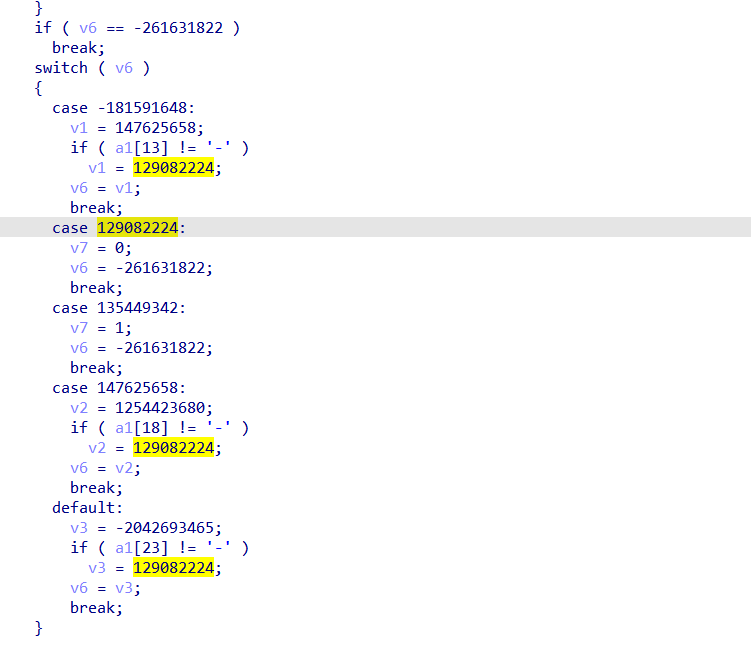 }
if ( v6 == -261631822 )
break;
switch ( v6 )
{
case -181591648:
v1 = 147625658;
if ( a1[13] != '-' )
v1 = 129082224;
v6 = v1;
break;
case 129082224:
v7 = 0;
v6 = -261631822;
break;
case 135449342:
v7 = 1;
v6 = -261631822;
break;
case 147625658:
v2 = 1254423680;
if ( a1[18] != '-' )
v2 = 129082224;
v6 = v2;
break;
default:
v3 = -2042693465;
if ( a1[23] != '-' )
v3 = 129082224;
v6 = v3;
break;
}